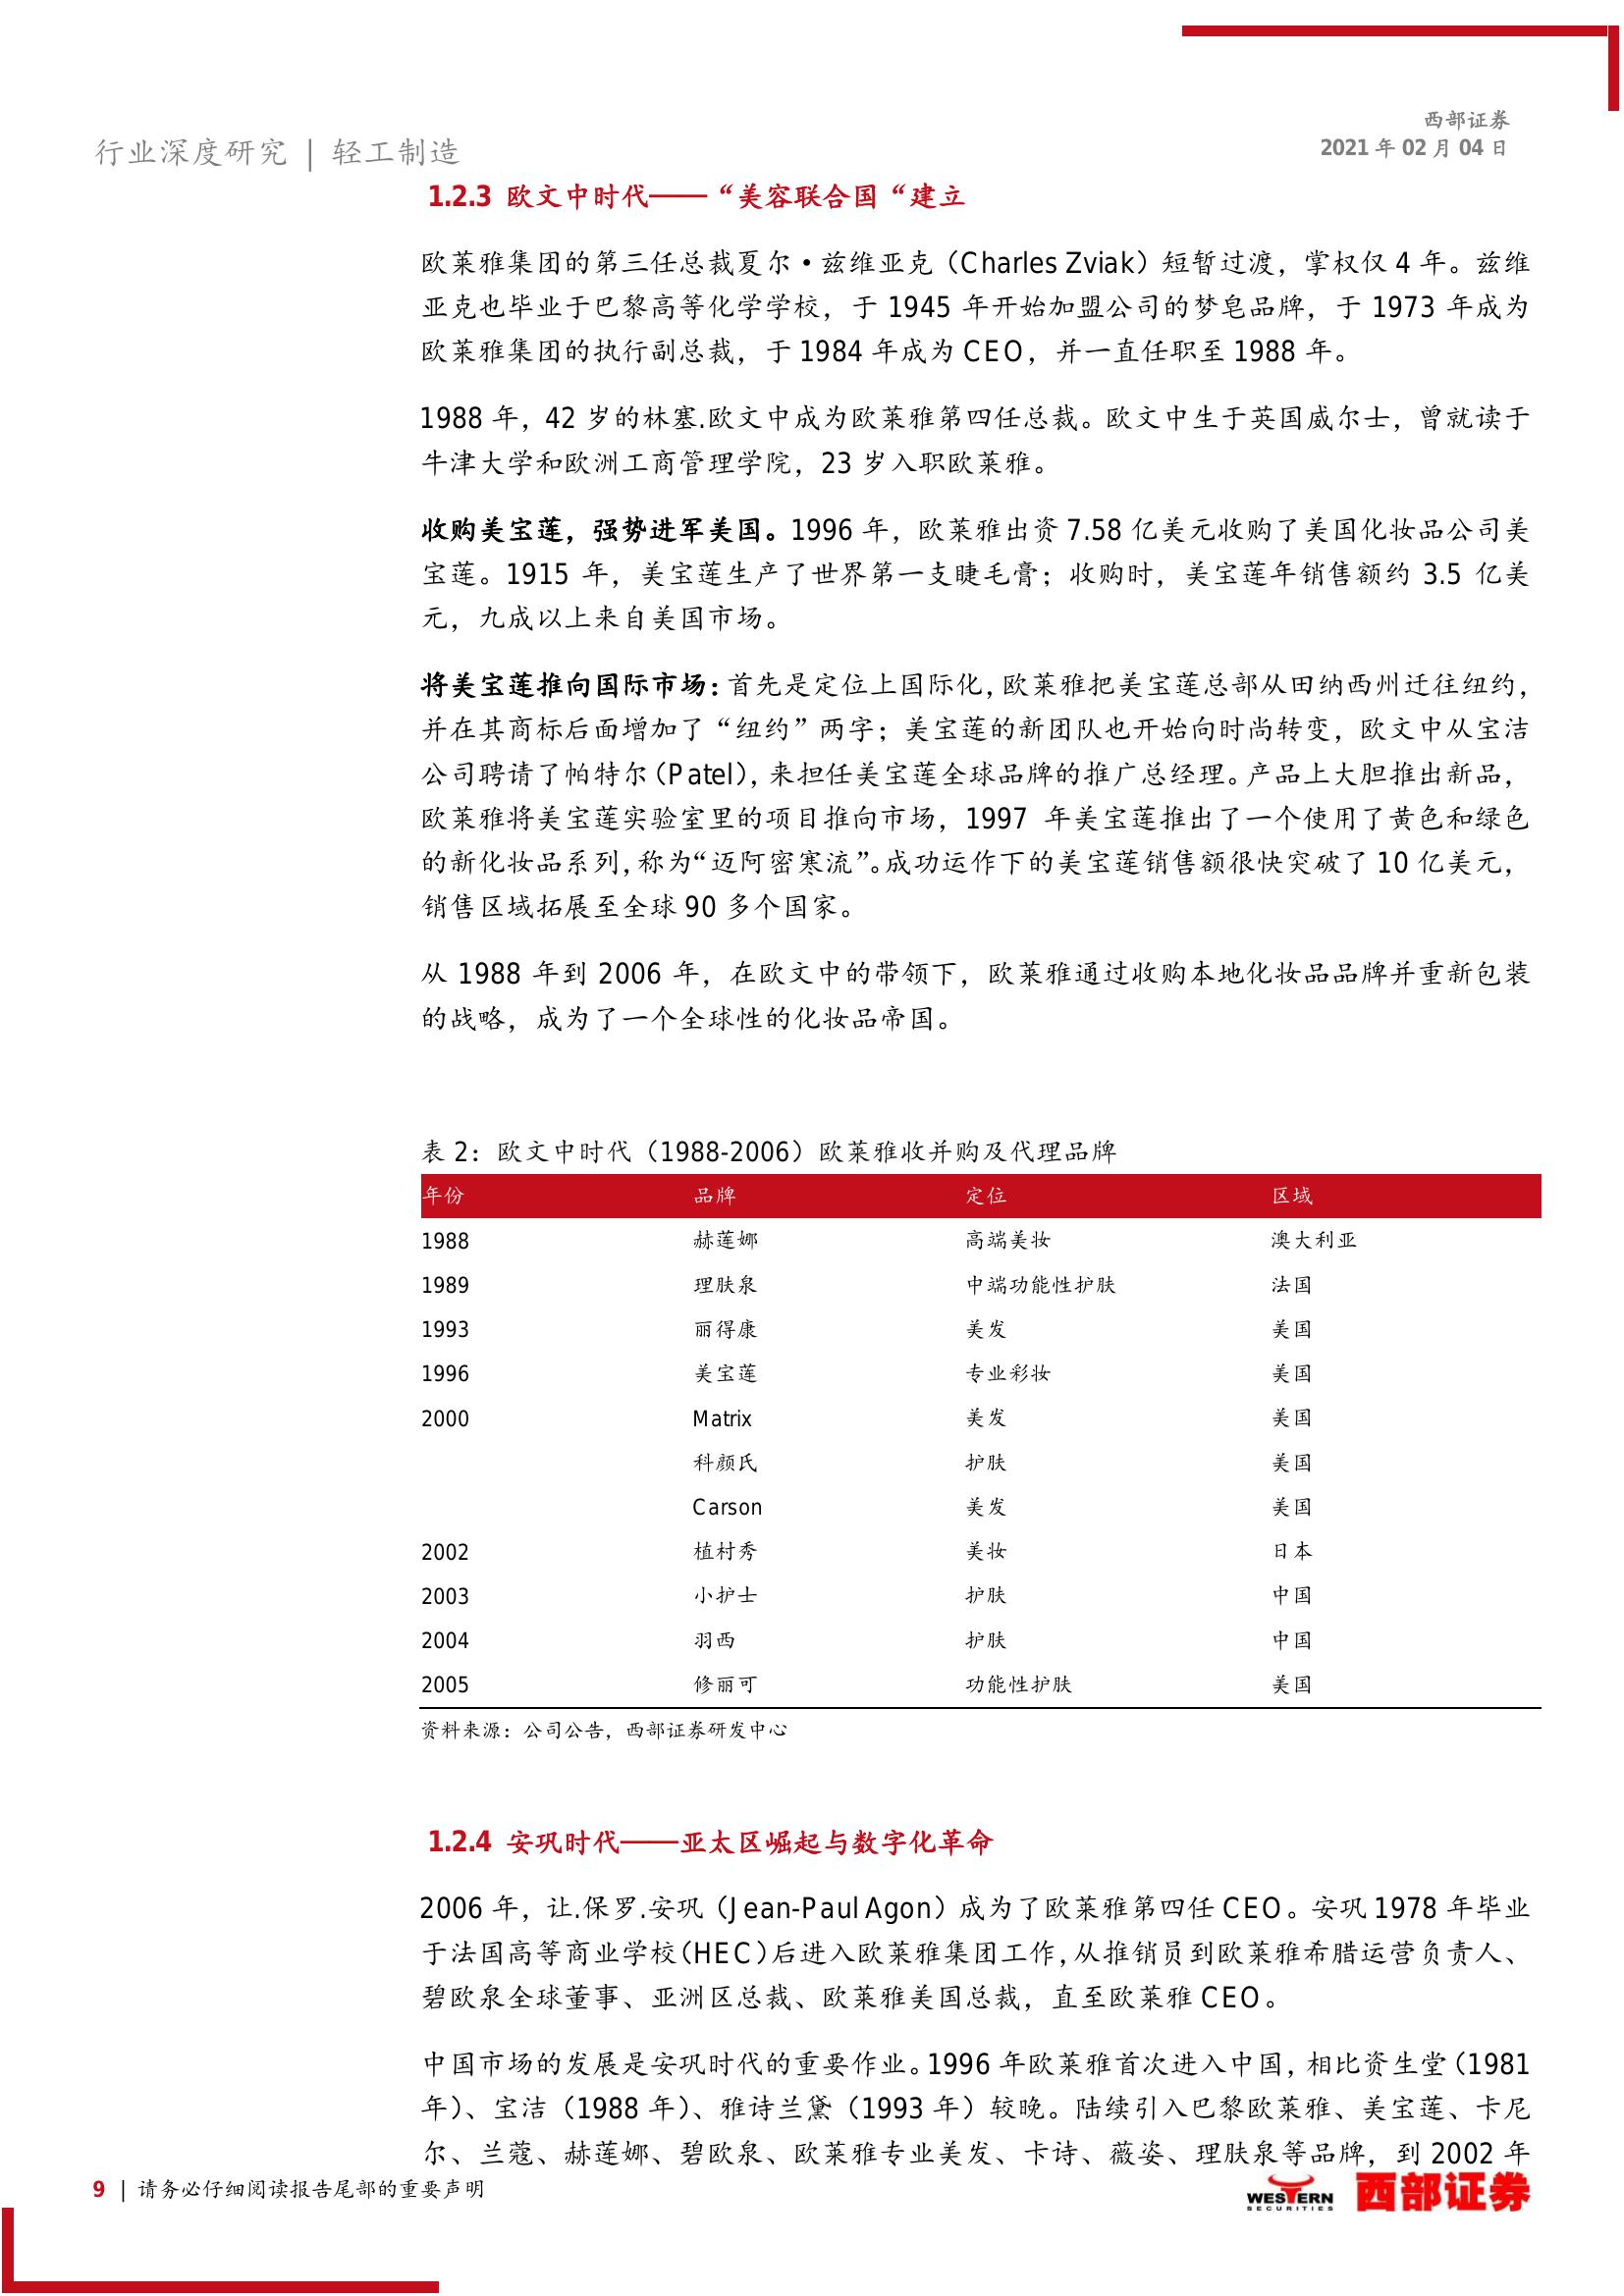 行业深度研究 | 轻工制造
西部证券
2021 年 02 月 04 日
1.2.3 欧文中时代——“美容联合国“建立
欧莱雅集团的第三任总裁夏尔•兹维亚克（Charles Zviak）短暂过渡，掌权仅 4 年。兹维
亚克也毕业于巴黎高等化学学校，于 1945 年开始加盟公司的梦皂品牌，于 1973 年成为
欧莱雅集团的执行副总裁，于 1984 年成为 CEO，并一直任职至 1988 年。
1988 年，42 岁的林塞.欧文中成为欧莱雅第四任总裁。欧文中生于英国威尔士，曾就读于
牛津大学和欧洲工商管理学院，23 岁入职欧莱雅。
收购美宝莲，强势进军美国。1996 年，欧莱雅出资 7.58 亿美元收购了美国化妆品公司美
宝莲。1915 年，美宝莲生产了世界第一支睫毛膏；收购时，美宝莲年销售额约 3.5 亿美
元，九成以上来自美国市场。
将美宝莲推向国际市场：首先是定位上国际化，欧莱雅把美宝莲总部从田纳西州迁往纽约，
并在其商标后面增加了“纽约”两字；美宝莲的新团队也开始向时尚转变，欧文中从宝洁
公司聘请了帕特尔（Patel），来担任美宝莲全球品牌的推广总经理。产品上大胆推出新品，
欧莱雅将美宝莲实验室里的项目推向市场，1997 年美宝莲推出了一个使用了黄色和绿色
的新化妆品系列，称为“迈阿密寒流”。成功运作下的美宝莲销售额很快突破了 10 亿美元，
销售区域拓展至全球 90 多个国家。
从 1988 年到 2006 年，在欧文中的带领下，欧莱雅通过收购本地化妆品品牌并重新包装
的战略，成为了一个全球性的化妆品帝国。
表 2：欧文中时代（1988-2006）欧莱雅收并购及代理品牌
年份 品牌 定位 区域
1988 赫莲娜 高端美妆 澳大利亚
1989 理肤泉 中端功能性护肤 法国
1993 丽得康 美发 美国
1996 美宝莲 专业彩妆 美国
2000 Matrix 美发 美国
科颜氏 护肤 美国
Carson 美发 美国
2002 植村秀 美妆 日本
2003 小护士 护肤 中国
2004 羽西 护肤 中国
2005 修丽可 功能性护肤 美国
资料来源：公司公告，西部证券研发中心
1.2.4 安巩时代——亚太区崛起与数字化革命
2006 年，让.保罗.安巩（Jean-Paul Agon）成为了欧莱雅第四任 CEO。安巩 1978 年毕业
于法国高等商业学校（HEC）后进入欧莱雅集团工作，从推销员到欧莱雅希腊运营负责人、
碧欧泉全球董事、亚洲区总裁、欧莱雅美国总裁，直至欧莱雅 CEO。
中国市场的发展是安巩时代的重要作业。1996 年欧莱雅首次进入中国，相比资生堂（1981
年）、宝洁（1988 年）、雅诗兰黛（1993 年）较晚。陆续引入巴黎欧莱雅、美宝莲、卡尼
尔、兰蔻、赫莲娜、碧欧泉、欧莱雅专业美发、卡诗、薇姿、理肤泉等品牌，到 2002 年
9 | 请务必仔细阅读报告尾部的重要声明
WESTERN
SECURITIES
西部证券